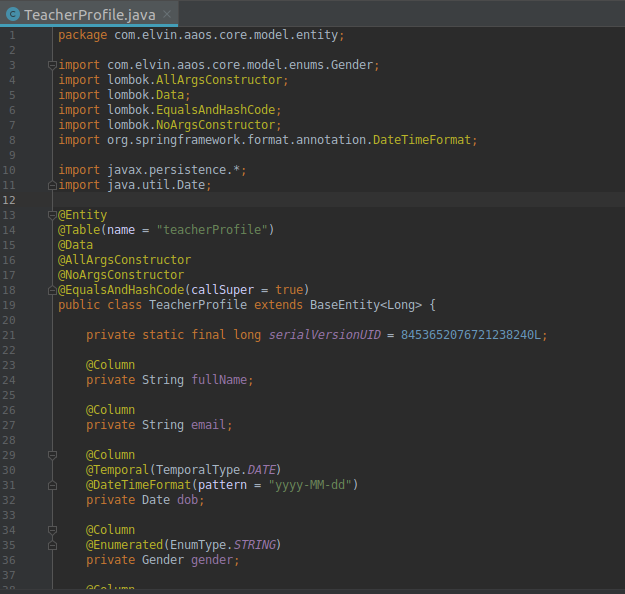 TeacherProfile.java
1 package com.elvin.aaos.core.model.entity;
2
3 import com.elvin.aaos.core.model.enums.Gender;
4 import lombok.AllArgsConstructor;
5 import lombok.Data;
6 import lombok.EqualsAndHashCode;
7 import lombok.NoArgsConstructor;
8 import org.springframework.format.annotation.DateTimeFormat;
9
10 import javax.persistence.*;
11 import java.util.Date;
12
13 @Entity
14 @Table(name = "teacherProfile")
15 @Data
16 @AllArgsConstructor
17 @NoArgsConstructor
18 @EqualsAndHashCode(callSuper = true)
19 public class TeacherProfile extends BaseEntity<Long> {
20
21 private static final long serialVersionUID = 8453652076721238240L;
22
23 @Column
24 private String fullName;
25
26 @Column
27 private String email;
28
29 @Column
30 @Temporal(TemporalType.DATE)
31 @DateTimeFormat(pattern = "yyyy-MM-dd")
32 private Date dob;
33
34 @Column
35 @Enumerated(EnumType.STRING)
36 private Gender gender;
37
38 @Column